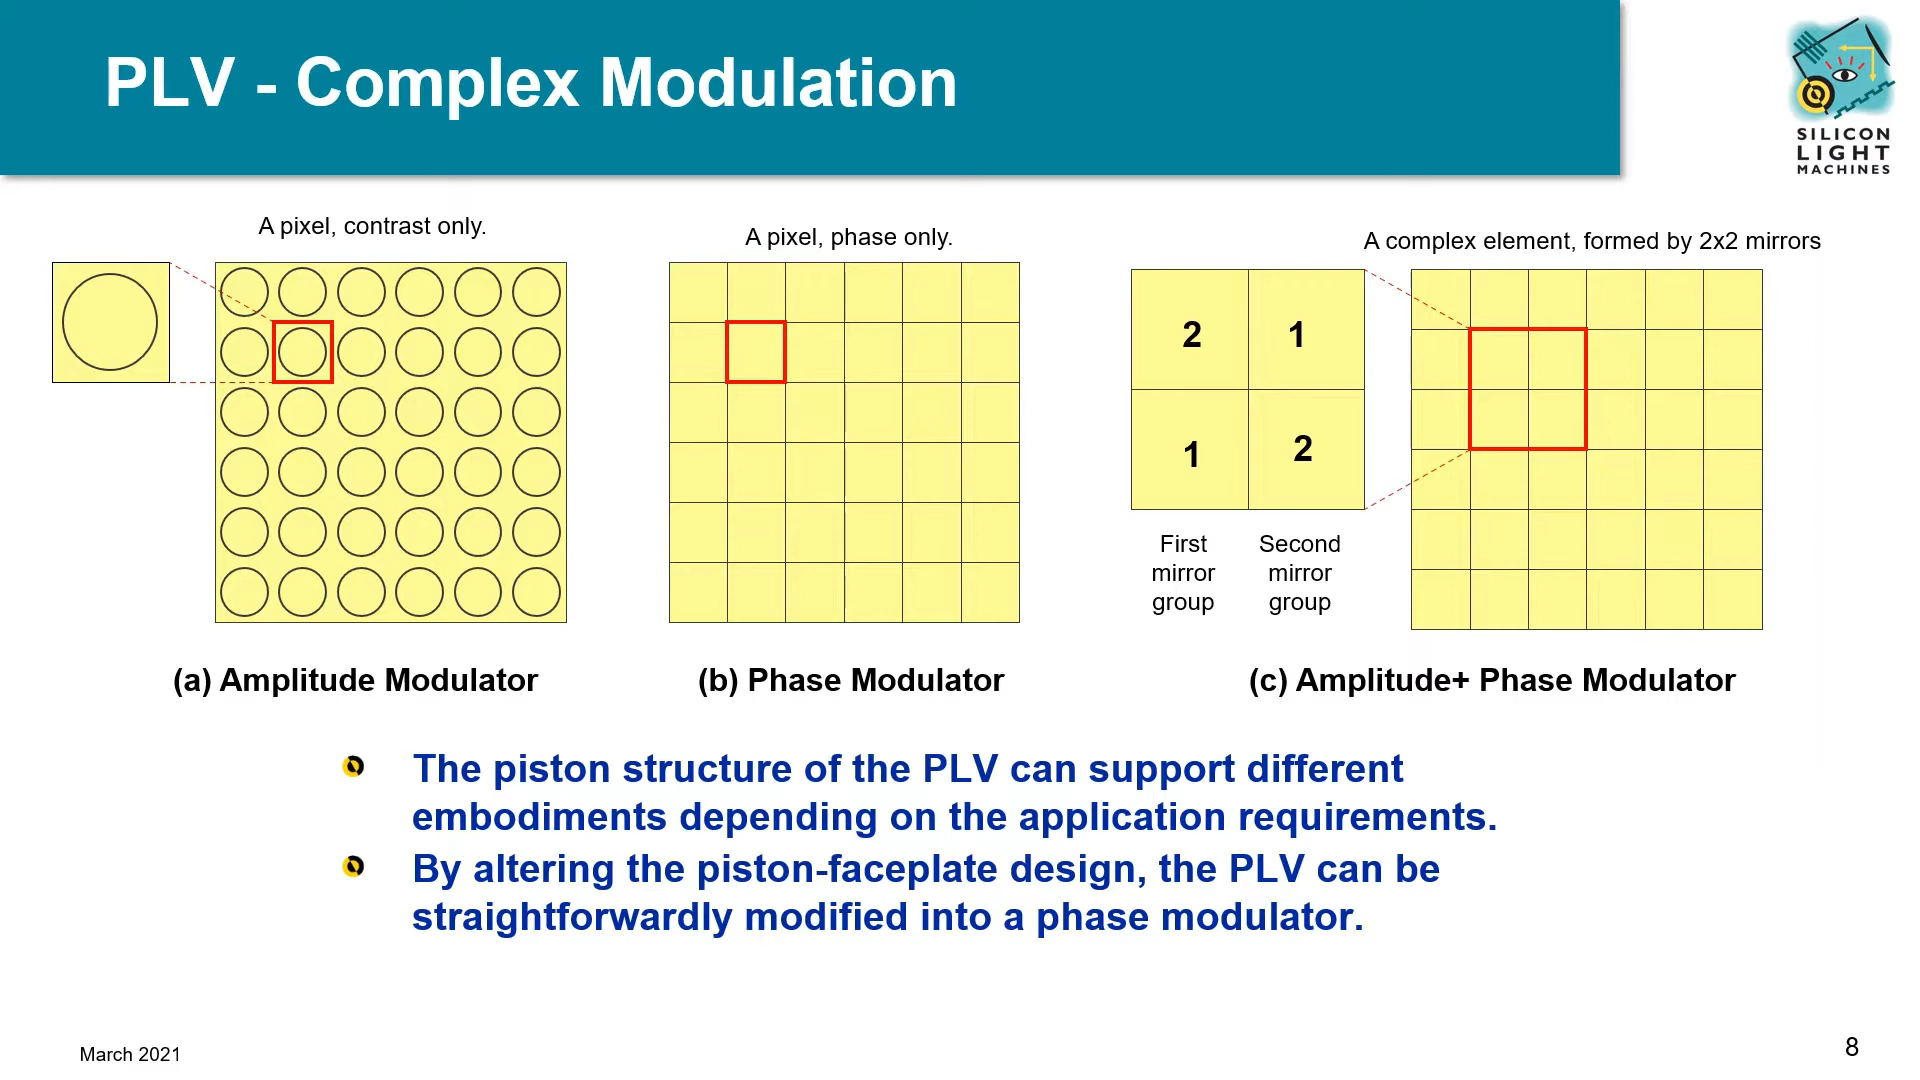 PLV - Complex Modulation
SILICON
LIGHT
MACHINES
A pixel, contrast only.
A pixel, phase only.
A complex element, formed by 2x2 mirrors
2 1
1 2
First
mirror
group
Second
mirror
group
(a) Amplitude Modulator
(b) Phase Modulator
(c) Amplitude+ Phase Modulator
The piston structure of the PLV can support different
embodiments depending on the application requirements.
By altering the piston-faceplate design, the PLV can be
straightforwardly modified into a phase modulator.
March 2021
8